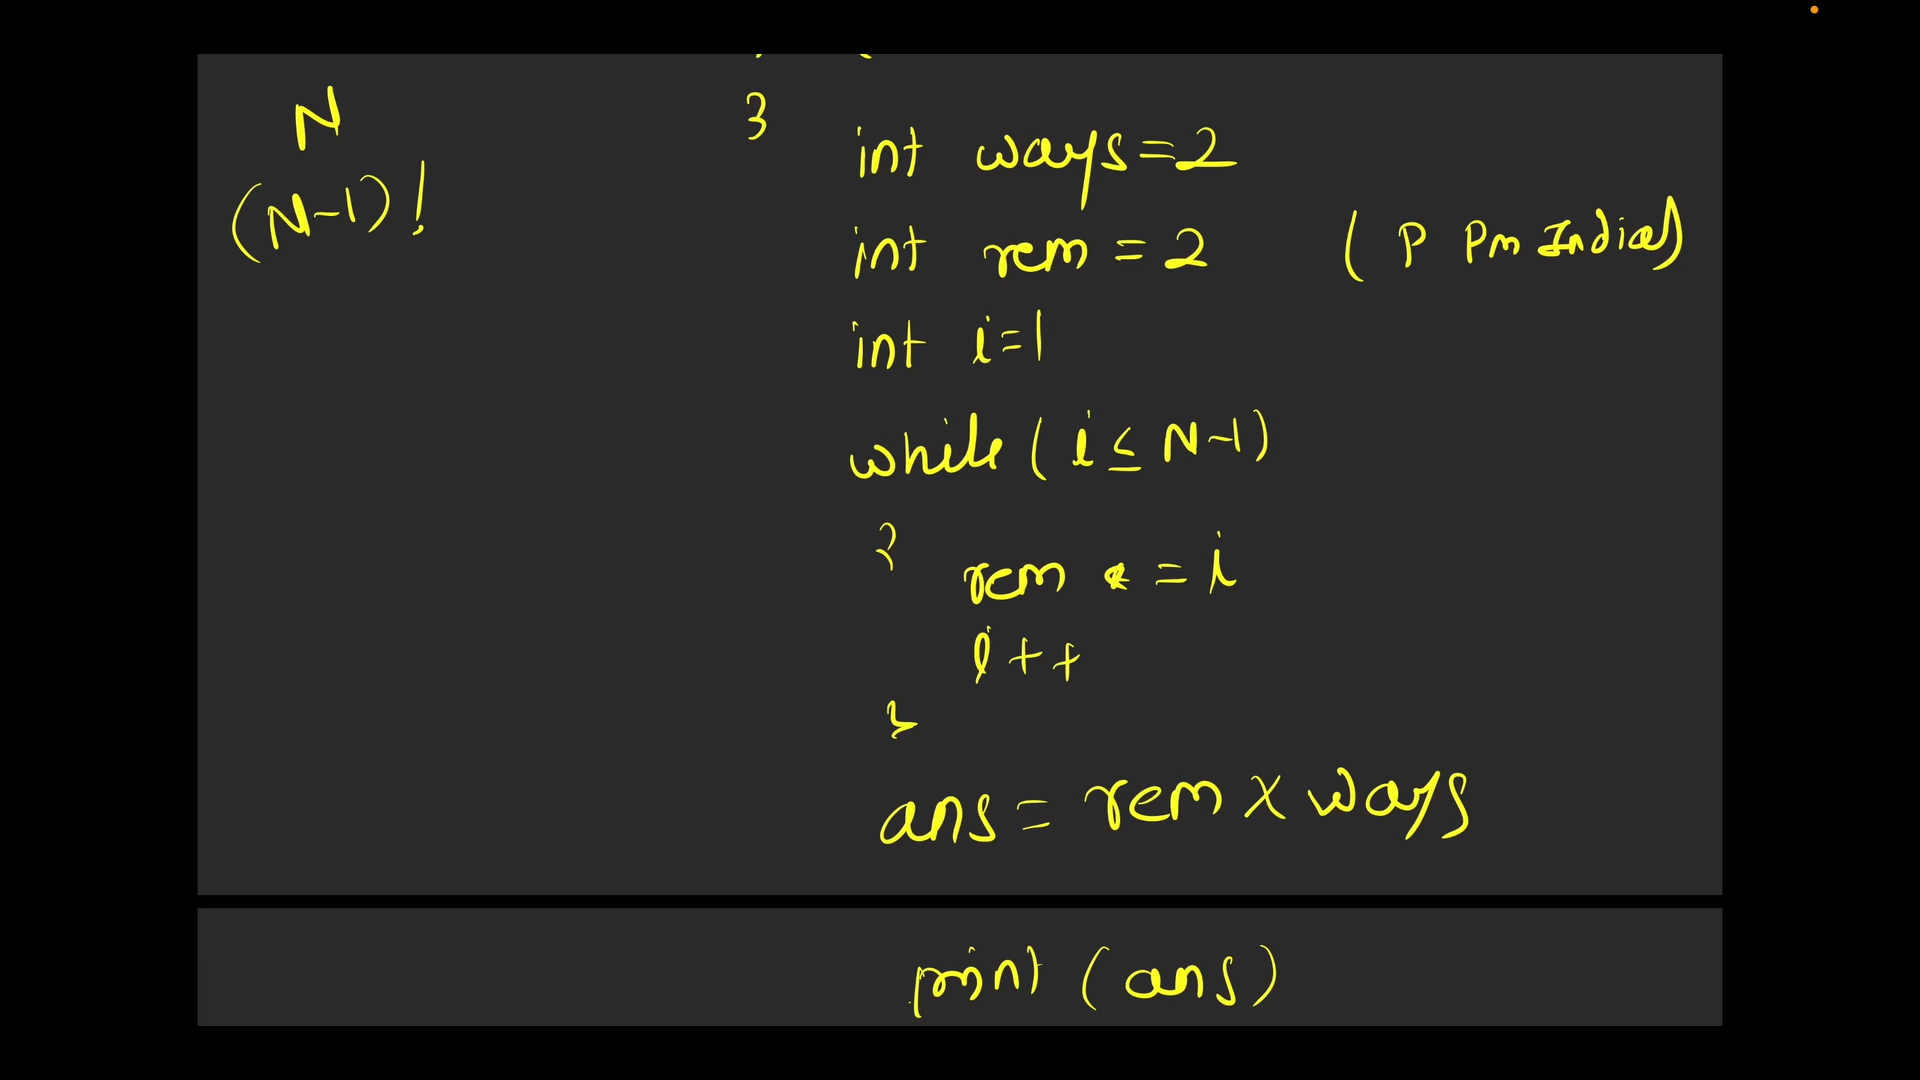 N
(N-1)!
}
int ways=2
int rem = 2 ( P Pm India)
int i=1
while ( i ≤ N-1)
{
rem * = i
i++
}
ans = rem x ways
print (ans)